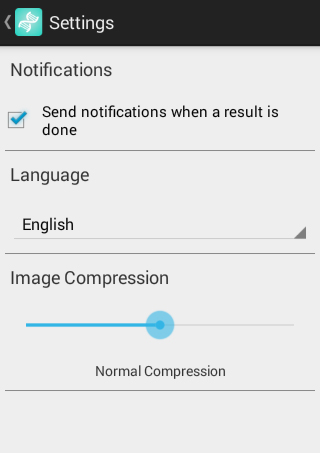 Settings
Notifications
Send notifications when a result is
done
Language
English
Image Compression
Normal Compression